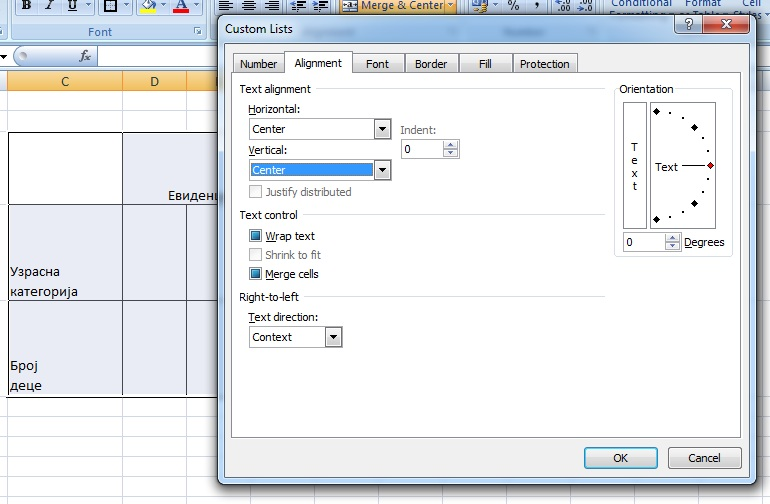 B I U
Merge & Center
%
Conditional Format Cell
Font
fx
C D
Евиденц
Узрасна
категорија
Број
деце
Custom Lists
Number Alignment Font Border Fill Protection
Text alignment
Horizontal:
Center
Indent:
Vertical:
0
Center
Justify distributed
Text control
Wrap text
Shrink to fit
Merge cells
Right-to-left
Text direction:
Context
Orientation
T
e
x
t
Text
0 Degrees
OK Cancel